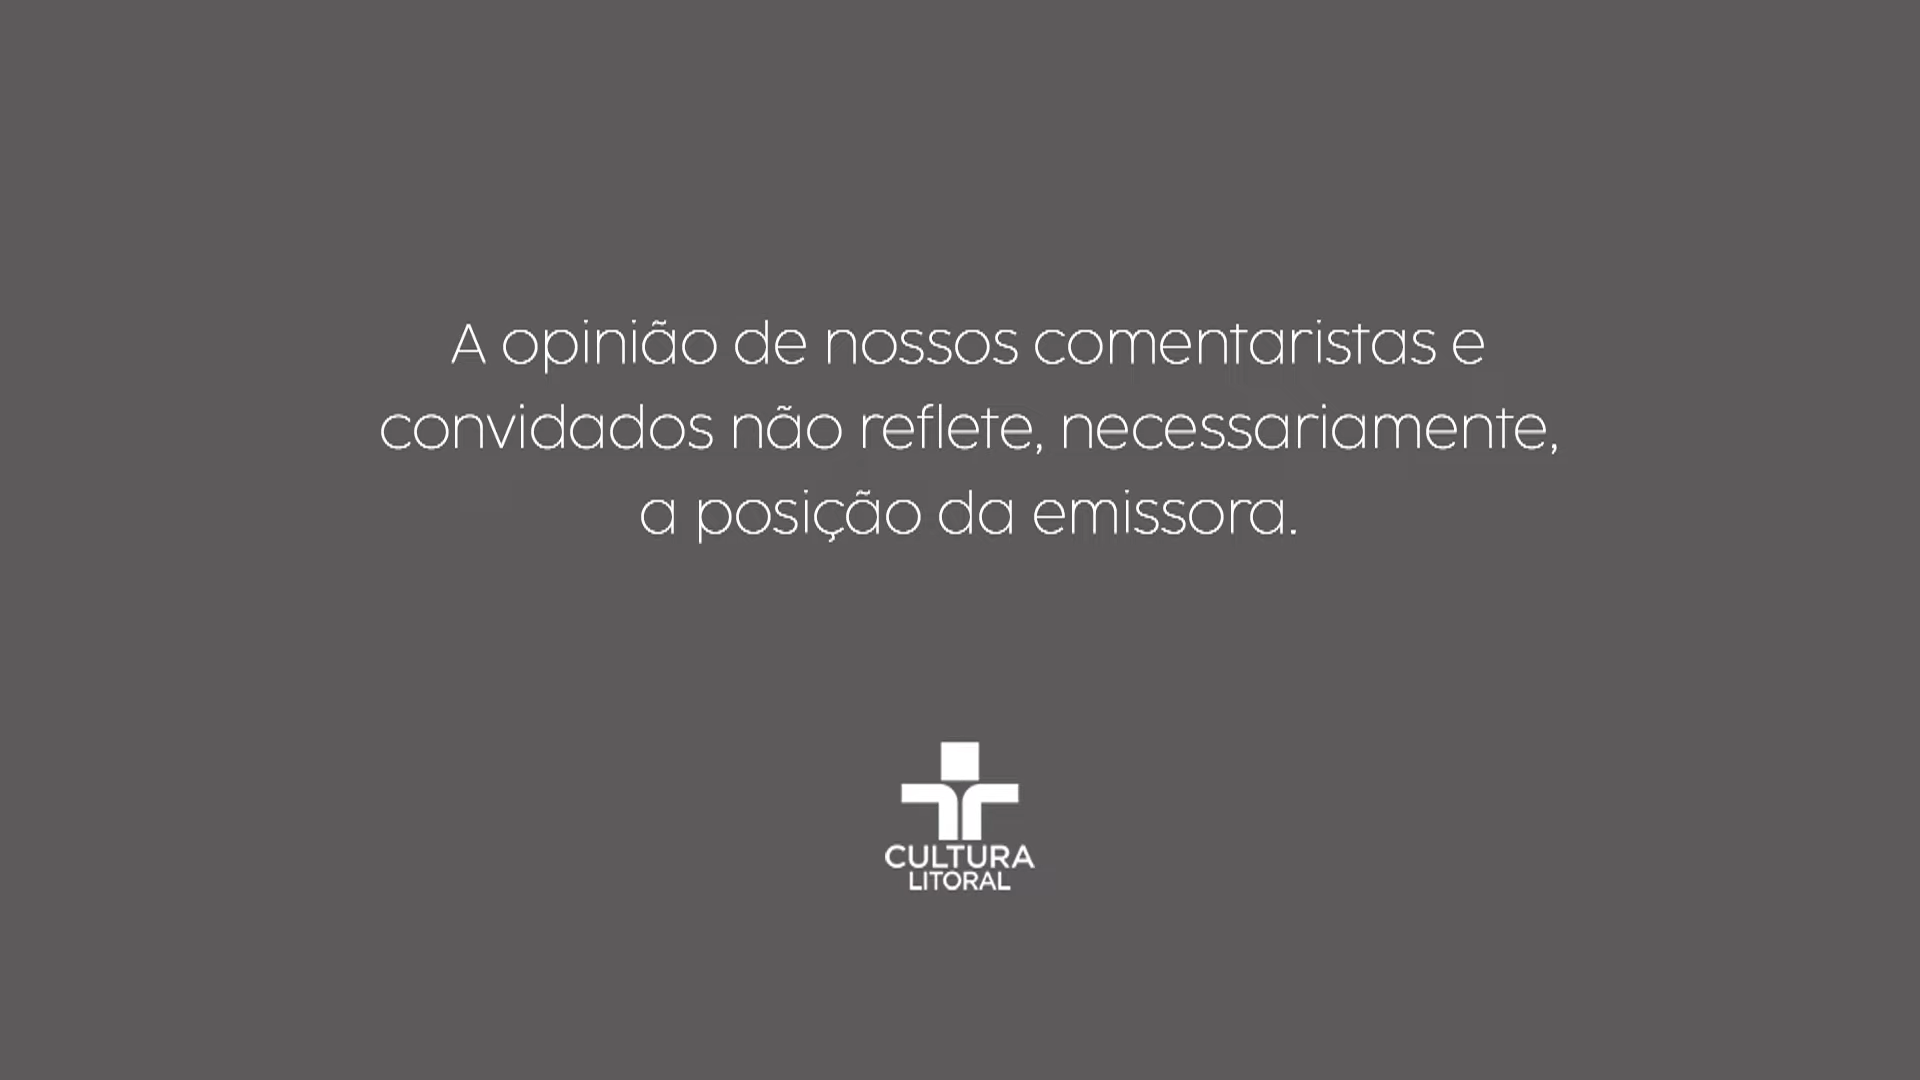 A opinião de nossos comentaristas e
convidados não reflete, necessariamente,
a posição da emissora.
CULTURA
LITORAL